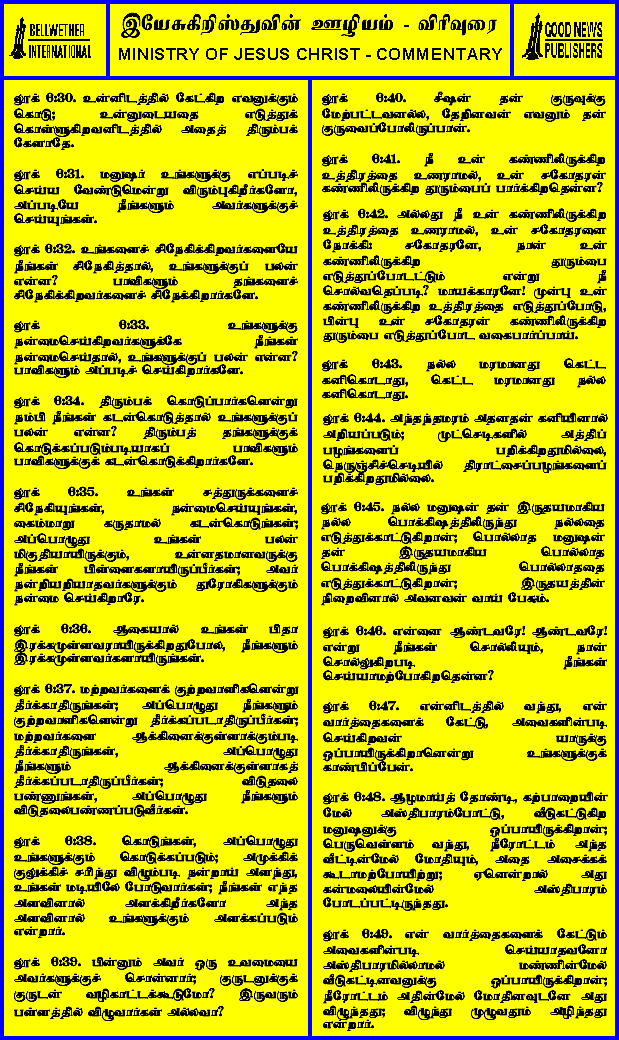 BELLWETHER
INTERNATIONAL
இயேசுகிறிஸ்துவின் ஊழியம் - விரிவுரை
MINISTRY OF JESUS CHRIST - COMMENTARY
GOOD NEWS
PUBLISHERS
லூக் 6:30. உன்னிடத்தில் கேட்கிற எவனுக்கும்
கொடு; உன்னுடையதை எடுத்துக்
கொள்ளுகிறவனிடத்தில் அதைத் திரும்பக்
கேளாதே.
லூக் 6:31. மனுஷர் உங்களுக்கு எப்படிச்
செய்ய வேண்டுமென்று விரும்புகிறீர்களோ,
அப்படியே நீங்களும் அவர்களுக்குச்
செய்யுங்கள்.
லூக் 6:32. உங்களைச் சிநேகிக்கிறவர்களையே
நீங்கள் சிநேகித்தால், உங்களுக்குப் பலன்
என்ன? பாவிகளும் தங்களைச்
சிநேகிக்கிறவர்களைச் சிநேக்கிறார்களே.
லூக் 6:33. உங்களுக்கு
நன்மைசெய்கிறவர்களுக்கே நீங்கள்
நன்மைசெய்தால், உங்களுக்குப் பலன் என்ன?
பாவிகளும் அப்படிச் செய்கிறார்களே.
லூக் 6:34. திரும்பக் கொடுப்பார்களென்று
நம்பி நீங்கள் கடன்கொடுத்தால் உங்களுக்குப்
பலன் என்ன? திரும்பத் தங்களுக்குக்
கொடுக்கப்படும்படியாகப் பாவிகளும்
பாவிகளுக்குக் கடன்கொடுக்கிறார்களே.
லூக் 6:35. உங்கள் சத்துருக்களைச்
சிநேகியுங்கள், நன்மைசெய்யுங்கள்,
கைம்மாறு கருதாமல் கடன்கொடுங்கள்;
அப்பொழுது உங்கள் பலன்
மிகுதியாயிருக்கும், உன்னதமானவருக்கு
நீங்கள் பிள்ளைகளாயிருப்பீர்கள்; அவர்
நன்றியறியாதவர்களுக்கும் துரோகிகளுக்கும்
நன்மை செய்கிறாரே.
லூக் 6:36. ஆகையால் உங்கள் பிதா
இரக்கமுள்ளவராயிருக்கிறதுபோல, நீங்களும்
இரக்கமுள்ளவர்களாயிருங்கள்.
லூக் 6:37. மற்றவர்களைக் குற்றவாளிகளென்று
தீர்க்காதிருங்கள்; அப்பொழுது நீங்களும்
குற்றவாளிகளென்று தீர்க்கப்படாதிருப்பீர்கள்;
மற்றவர்களை ஆக்கினைக்குள்ளாக்கும்படி
தீர்க்காதிருங்கள், அப்பொழுது
நீங்களும் ஆக்கினைக்குள்ளாகத்
தீர்க்கப்படாதிருப்பீர்கள்; விடுதலை
பண்ணுங்கள், அப்பொழுது நீங்களும்
விடுதலைபண்ணப்படுவீர்கள்.
லூக் 6:38. கொடுங்கள், அப்பொழுது
உங்களுக்கும் கொடுக்கப்படும்; அமுக்கிக்
குலுக்கிச் சரிந்து விழும்படி நன்றாய் அளந்து,
உங்கள் மடியிலே போடுவார்கள்; நீங்கள் எந்த
அளவினால் அளக்கிறீர்களோ அந்த
அளவினால் உங்களுக்கும் அளக்கப்படும்
என்றார்.
லூக் 6:39. பின்னும் அவர் ஒரு உவமையை
அவர்களுக்குச் சொன்னார்; குருடனுக்குக்
குருடன் வழிகாட்டக்கூடுமோ? இருவரும்
பள்ளத்தில் விழுவார்கள் அல்லவா?
லூக் 6:40. சீஷன் தன் குருவுக்கு
மேற்பட்டவனல்ல, தேறினவன் எவனும் தன்
குருவைப்போலிருப்பான்.
லூக் 6:41. நீ உன் கண்ணிலிருக்கிற
உத்திரத்தை உணராமல், உன் சகோதரன்
கண்ணிலிருக்கிற துரும்பைப் பார்க்கிறதென்ன?
லூக் 6:42. அல்லது நீ உன் கண்ணிலிருக்கிற
உத்திரத்தை உணராமல், உன் சகோதரனை
நோக்கி: சகோதரனே, நான் உன்
கண்ணிலிருக்கிற துரும்பை
எடுத்துப்போடட்டும் என்று நீ
சொல்வதெப்படி? மாயக்காரனே! முன்பு உன்
கண்ணிலிருக்கிற உத்திரத்தை எடுத்துப்போடு,
பின்பு உன் சகோதரன் கண்ணிலிருக்கிற
துரும்பை எடுத்துப்போட வகைபார்ப்பாய்.
லூக் 6:43. நல்ல மரமானது கெட்ட
கனிகொடாது, கெட்ட மரமானது நல்ல
கனிகொடாது.
லூக் 6:44. அந்தந்தமரம் அதனதன் கனியினால்
அறியப்படும்; முட்செடிகளில் அத்திப்
பழங்களைப் பறிக்கிறதுமில்லை,
நெருஞ்சிச்செடியில் திராட்சைப்பழங்களைப்
பறிக்கிறதுமில்லை.
லூக் 6:45. நல்ல மனுஷன் தன் இருதயமாகிய
நல்ல பொக்கிஷத்திலிருந்து நல்லதை
எடுத்துக்காட்டுகிறான்; பொல்லாத மனுஷன்
தன் இருதயமாகிய பொல்லாத
பொக்கிஷத்திலிருந்து பொல்லாததை
எடுத்துக்காட்டுகிறான்; இருதயத்தின்
நிறைவினால் அவனவன் வாய் பேசும்.
லூக் 6:46. என்னை ஆண்டவரே! ஆண்டவரே!
என்று நீங்கள் சொல்லியும், நான்
சொல்லுகிறபடி நீங்கள்
செய்யாமற்போகிறதென்ன?
லூக் 6:47. என்னிடத்தில் வந்து, என்
வார்த்தைகளைக் கேட்டு, அவைகளின்படி
செய்கிறவன் யாருக்கு
ஒப்பாயிருக்கிறானென்று உங்களுக்குக்
காண்பிப்பேன்.
லூக் 6:48. ஆழமாய்த் தோண்டி, கற்பாறையின்
மேல் அஸ்திபாரம்போட்டு, வீடுகட்டுகிற
மனுஷனுக்கு ஒப்பாயிருக்கிறான்;
பெருவெள்ளம் வந்து, நீரோட்டம் அந்த
வீட்டின்மேல் மோதியும், அதை அசைக்கக்
கூடாமற்போயிற்று; ஏனென்றால் அது
கன்மலையின்மேல் அஸ்திபாரம்
போடப்பட்டிருந்தது.
லூக் 6:49. என் வார்த்தைகளைக் கேட்டும்
அவைகளின்படி செய்யாதவனோ
அஸ்திபாரமில்லாமல் மண்ணின்மேல்
வீடுகட்டினவனுக்கு ஒப்பாயிருக்கிறான்;
நீரோட்டம் அதின்மேல் மோதினவுடனே அது
விழுந்தது; விழுந்து முழுவதும் அழிந்தது
என்றார்.